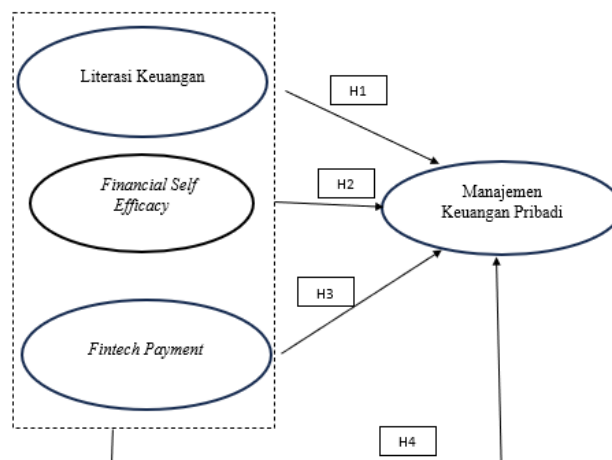 Literasi Keuangan
H1
Financial Self
Efficacy
H2
Manajemen
Keuangan Pribadi
H3
Fintech Payment
H4